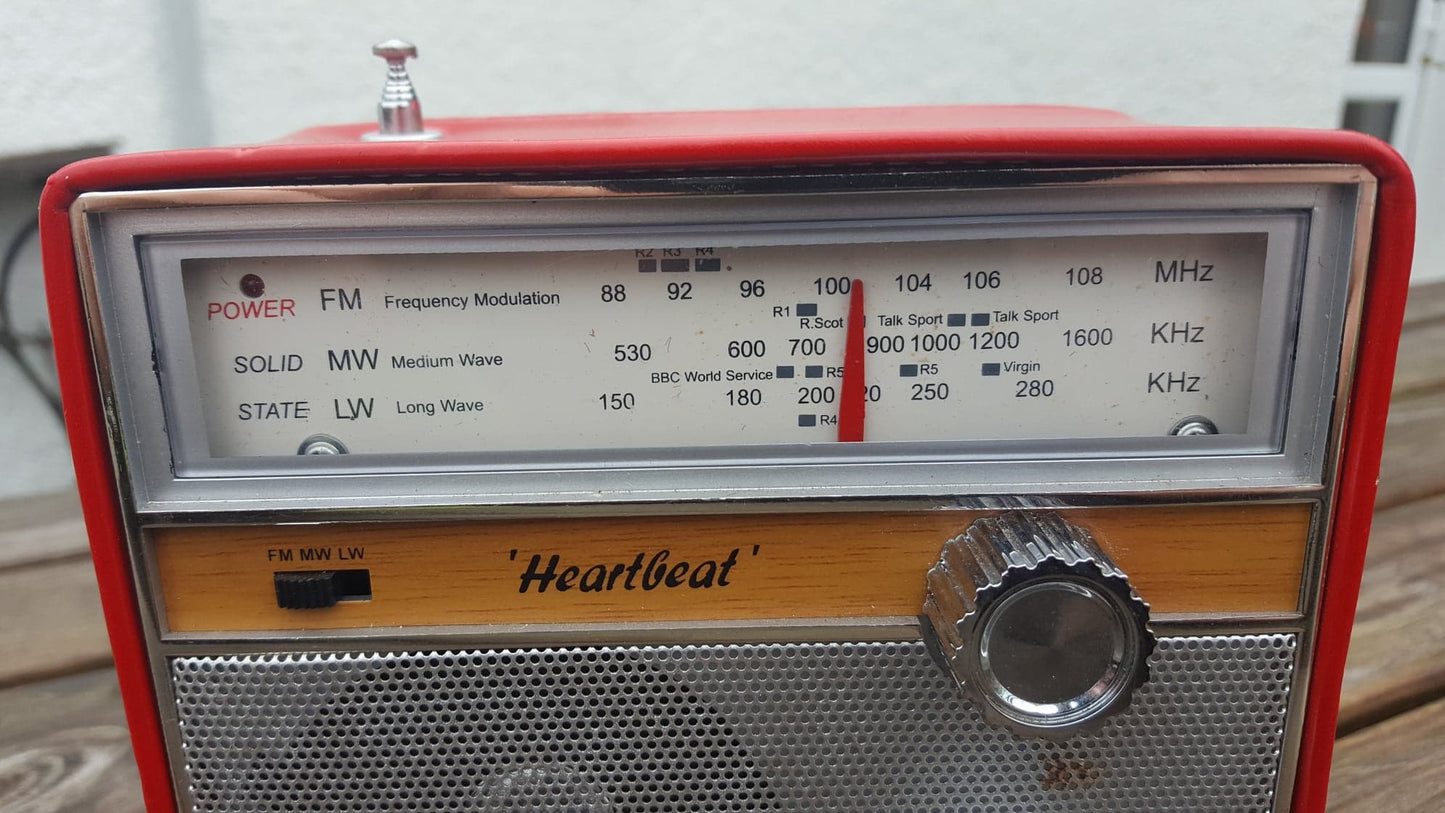 R2 R3 R4
POWER FM Frequency Modulation 88 92 96 100 104 106 108 MHz
R1 R.Scot Talk Sport Talk Sport
SOLID MW Medium Wave 530 600 700 900 1000 1200 1600 KHz
BBC World Service R5 R5 Virgin
STATE LW Long Wave 150 180 200 20 250 280 KHz
R4
FM MW LW
'Heartbeat'